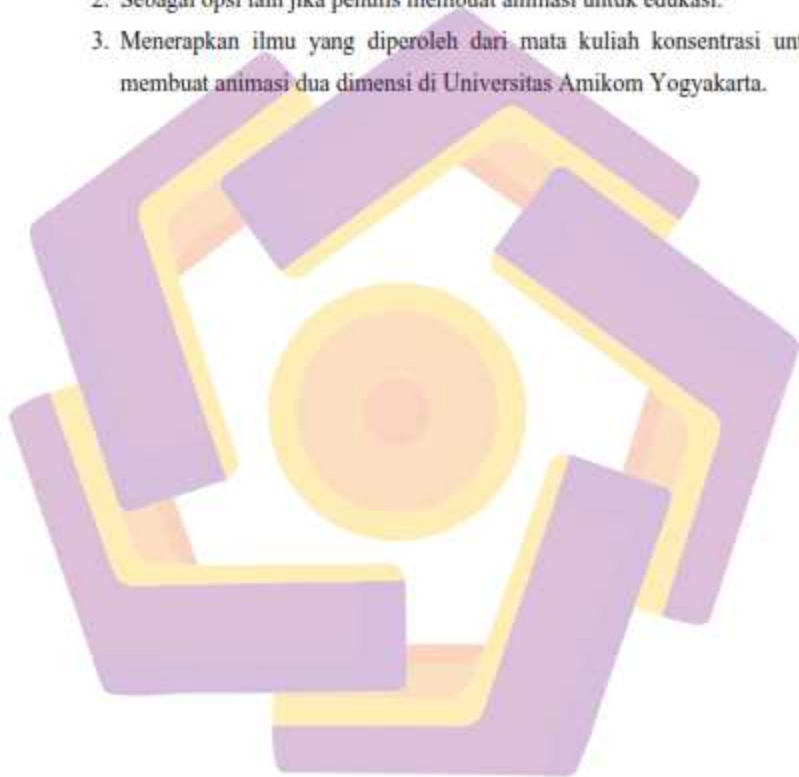 2. Sebagai opsi lain jika penulis membuat animasi untuk edukasi.
3. Menerapkan ilmu yang diperoleh dari mata kuliah konsentrasi
membuat animasi dua dimensi di Universitas Amikom Yogyakarta.